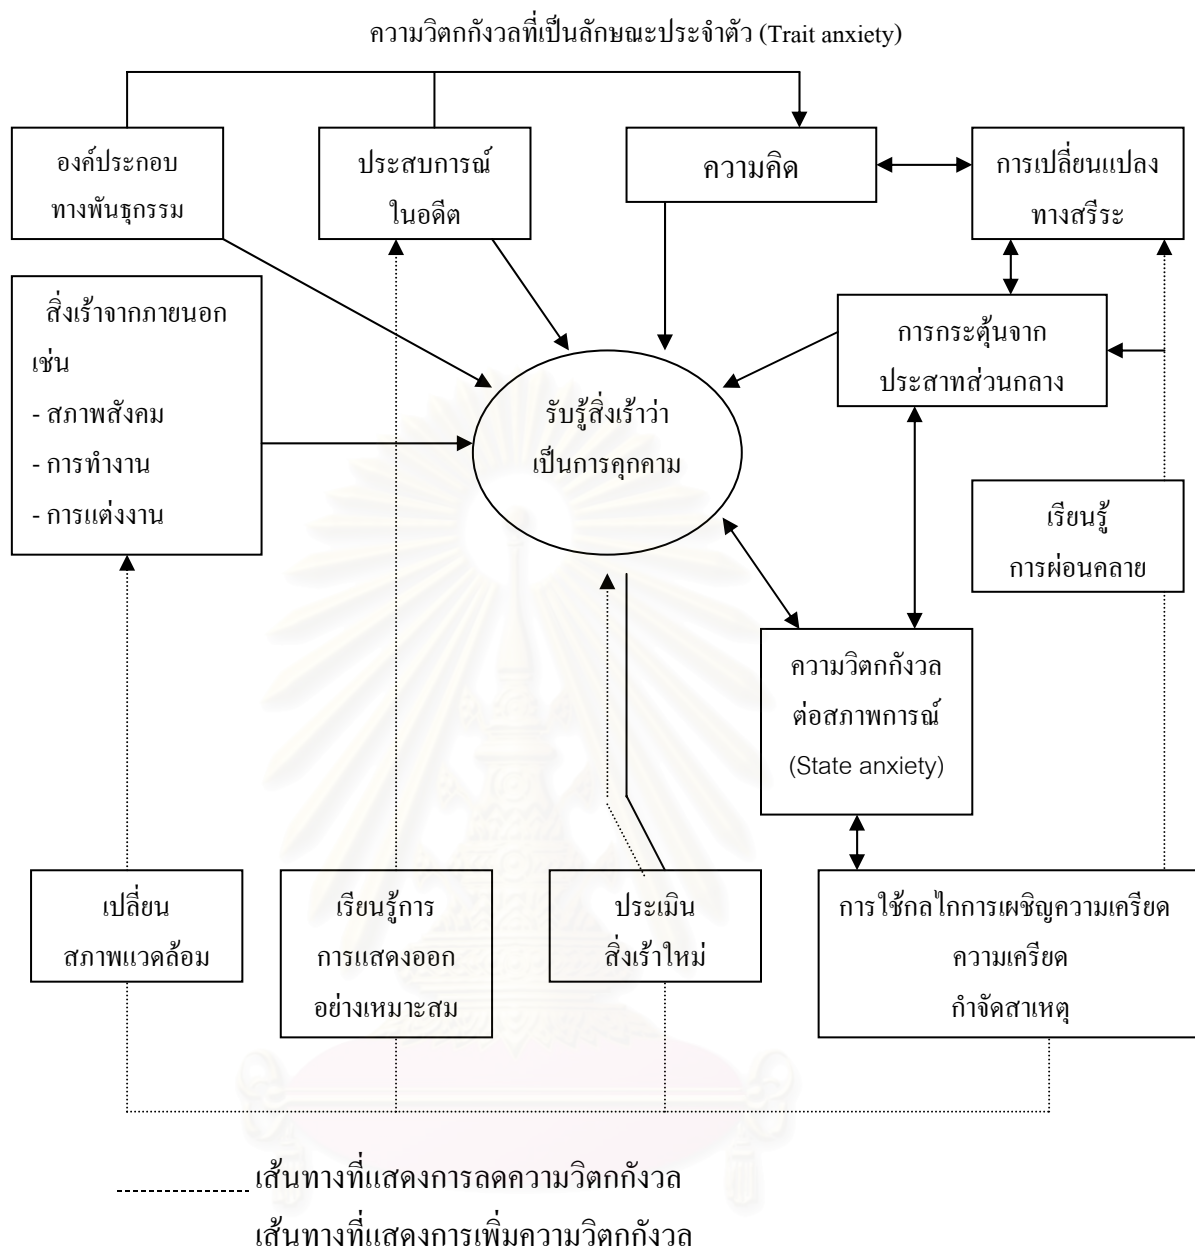 ความวิตกกังวลที่เป็นลักษณะประจำตัว (Trait anxiety)
องค์ประกอบ
ทางพันธุกรรม
ประสบการณ์
ในอดีต
ความคิด
การเปลี่ยนแปลง
ทางสรีระ
สิ่งเร้าจากภายนอก
เช่น
- สภาพสังคม
- การทำงาน
- การแต่งงาน
การกระตุ้นจาก
ประสาทส่วนกลาง
รับรู้สิ่งเร้าว่า
เป็นการคุกคาม
เรียนรู้
การผ่อนคลาย
ความวิตกกังวล
ต่อสภาพการณ์
(State anxiety)
เปลี่ยน
สภาพแวดล้อม
เรียนรู้การ
การแสดงออก
อย่างเหมาะสม
ประเมิน
สิ่งเร้าใหม่
การใช้กลไกการเผชิญความเครียด
ความเครียด
กำจัดสาเหตุ
เส้นทางที่แสดงการลดความวิตกกังวล
เส้นทางที่แสดงการเพิ่มความวิตกกังวล